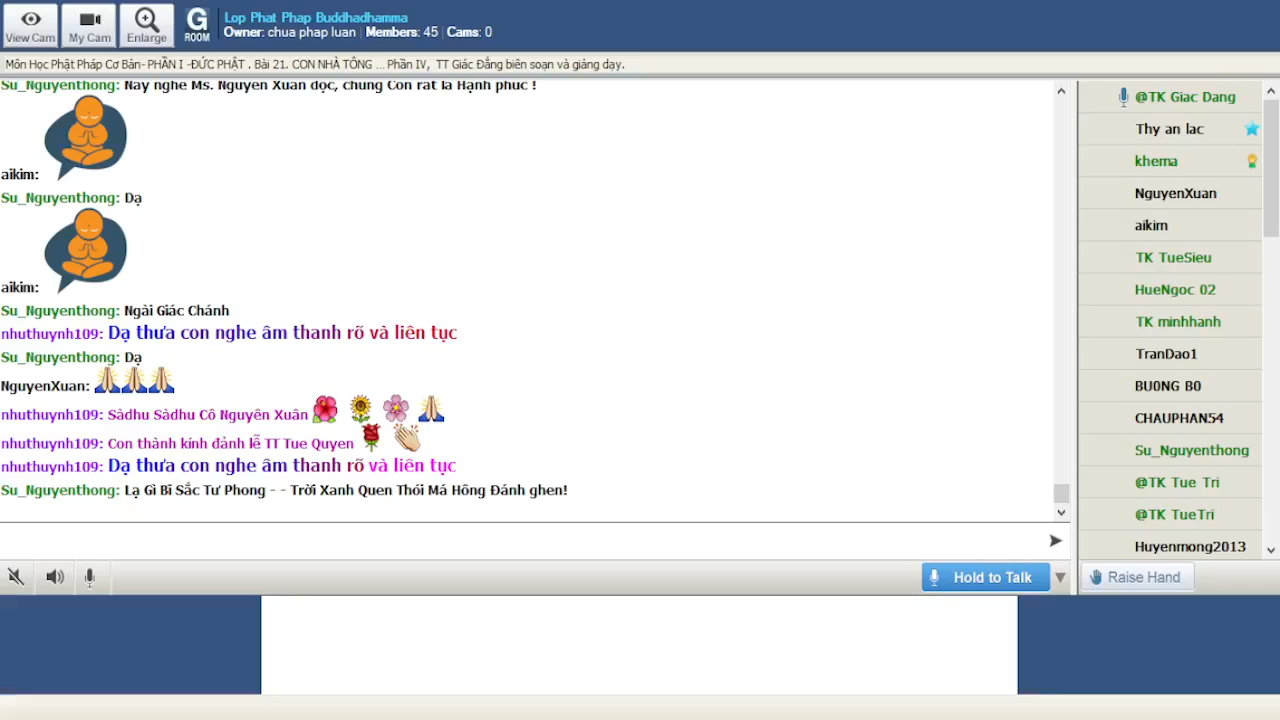 View Cam
My Cam
Enlarge
G
ROOM
Lop Phat Phap Buddhadhamma
Owner: chua phap luan | Members: 45 | Cams: 0
Môn Học Phật Pháp Cơ Bản- PHẦN I -ĐỨC PHẬT . Bài 21. CON NHÀ TÔNG ... Phần IV, TT Giác Đẳng biên soạn và giảng dạy.
Su_Nguyenthong: Nay nghe Ms. Nguyen Xuan đọc, chúng Con rất là Hạnh phúc !
aikim:
Su_Nguyenthong: Dạ
aikim:
Su_Nguyenthong: Ngài Giác Chánh
nhuthuynh109: Dạ thưa con nghe âm thanh rõ và liên tục
Su_Nguyenthong: Dạ
NguyenXuan:
nhuthuynh109: Sàdhu Sàdhu Cô Nguyên Xuân
nhuthuynh109: Con thành kính đảnh lễ TT Tue Quyen
nhuthuynh109: Dạ thưa con nghe âm thanh rõ và liên tục
Su_Nguyenthong: Lạ Gì Bĩ Sắc Tư Phong - - Trời Xanh Quen Thói Má Hồng Đánh ghen!
@TK Giac Dang
Thy an lac
khema
NguyenXuan
aikim
TK TueSieu
HueNgoc 02
TK minhhanh
TranDao1
BU0NG B0
CHAUPHAN54
Su_Nguyenthong
@TK Tue Tri
@TK TueTri
Huyenmong2013
Hold to Talk
Raise Hand